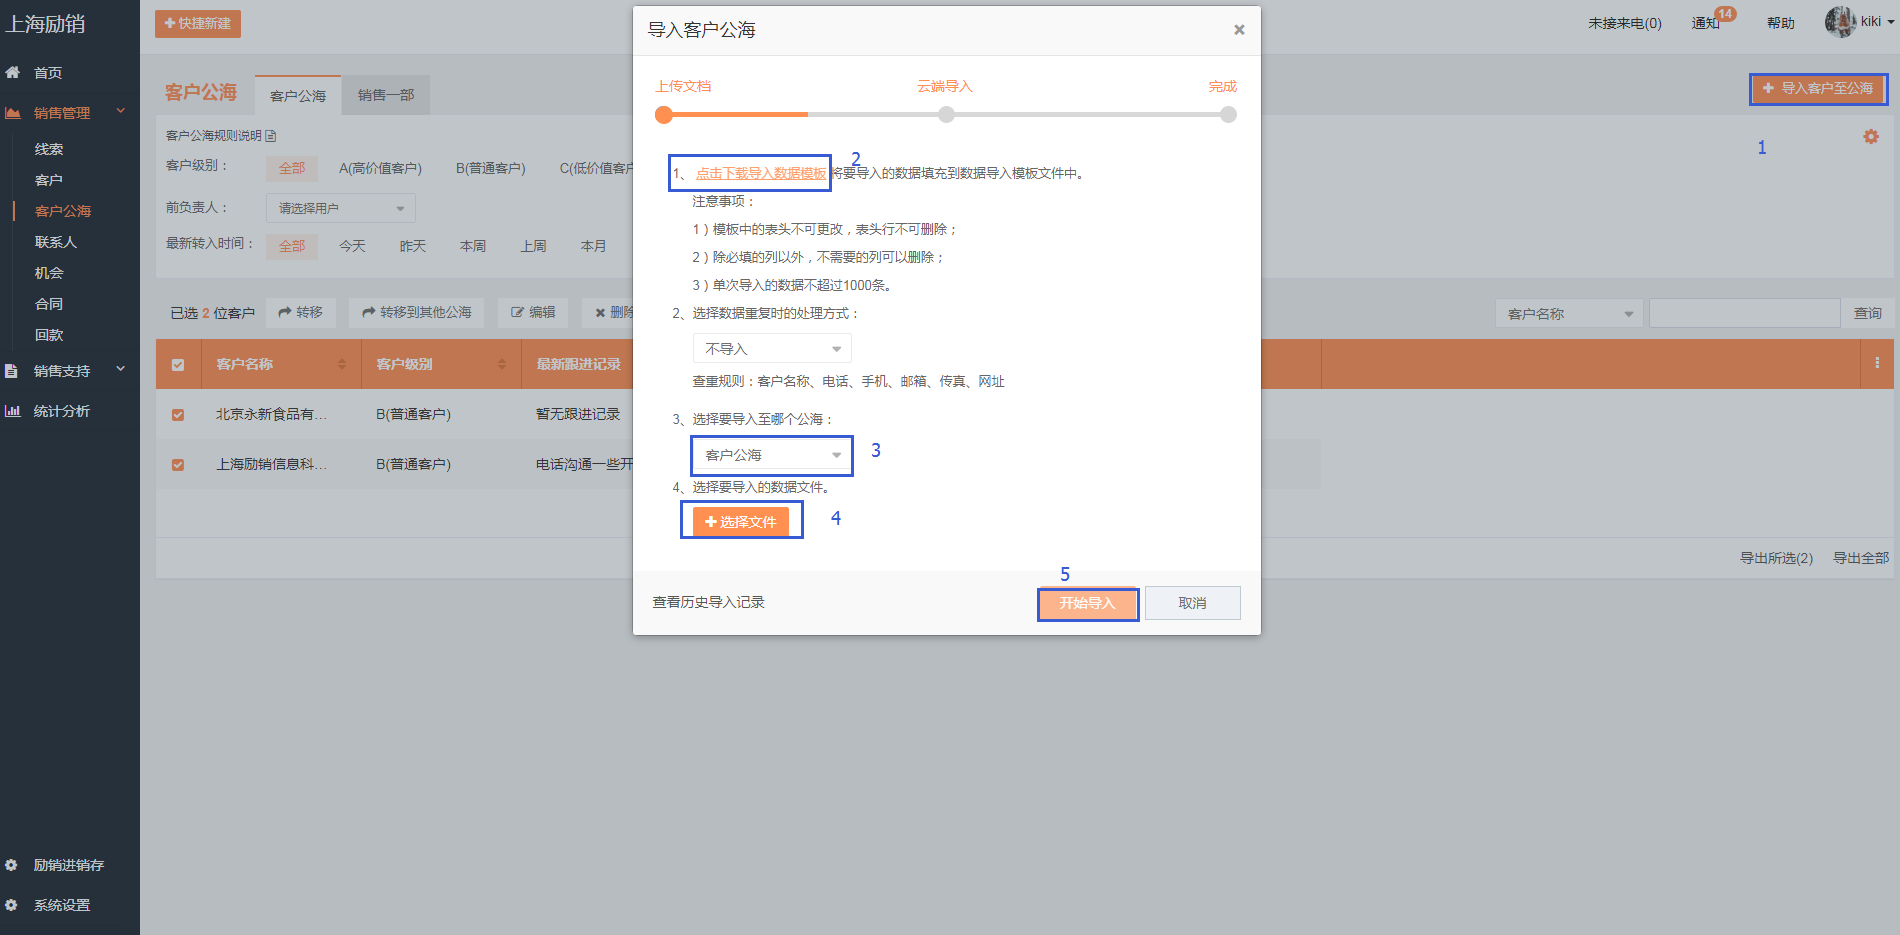 上海励销
快捷新建
未接来电(0)
通知
14
帮助
kiki
首页
销售管理
线索
客户
客户公海
联系人
机会
合同
回款
销售支持
统计分析
励销进销存
系统设置
客户公海
客户公海
销售一部
导入客户至公海
1
客户公海规则说明
客户级别：
全部
A(高价值客户)
B(普通客户)
C(低价值客户
前负责人：
请选择用户
最新转入时间：
全部
今天
昨天
本周
上周
本月
已选 2 位客户
转移
转移到其他公海
编辑
删除
客户名称
查询
客户名称
客户级别
最新跟进记录
北京永新食品有...
B(普通客户)
暂无跟进记录
上海励销信息科...
B(普通客户)
电话沟通一些开
导出所选(2)
导出全部
导入客户公海
×
上传文档
云端导入
完成
2
1、 点击下载导入数据模板 将要导入的数据填充到数据导入模板文件中。
注意事项：
1）模板中的表头不可更改，表头行不可删除；
2）除必填的列以外，不需要的列可以删除；
3）单次导入的数据不超过1000条。
2、选择数据重复时的处理方式：
不导入
查重规则：客户名称、电话、手机、邮箱、传真、网址
3、选择要导入至哪个公海：
客户公海
3
4、选择要导入的数据文件。
选择文件
4
5
查看历史导入记录
开始导入
取消